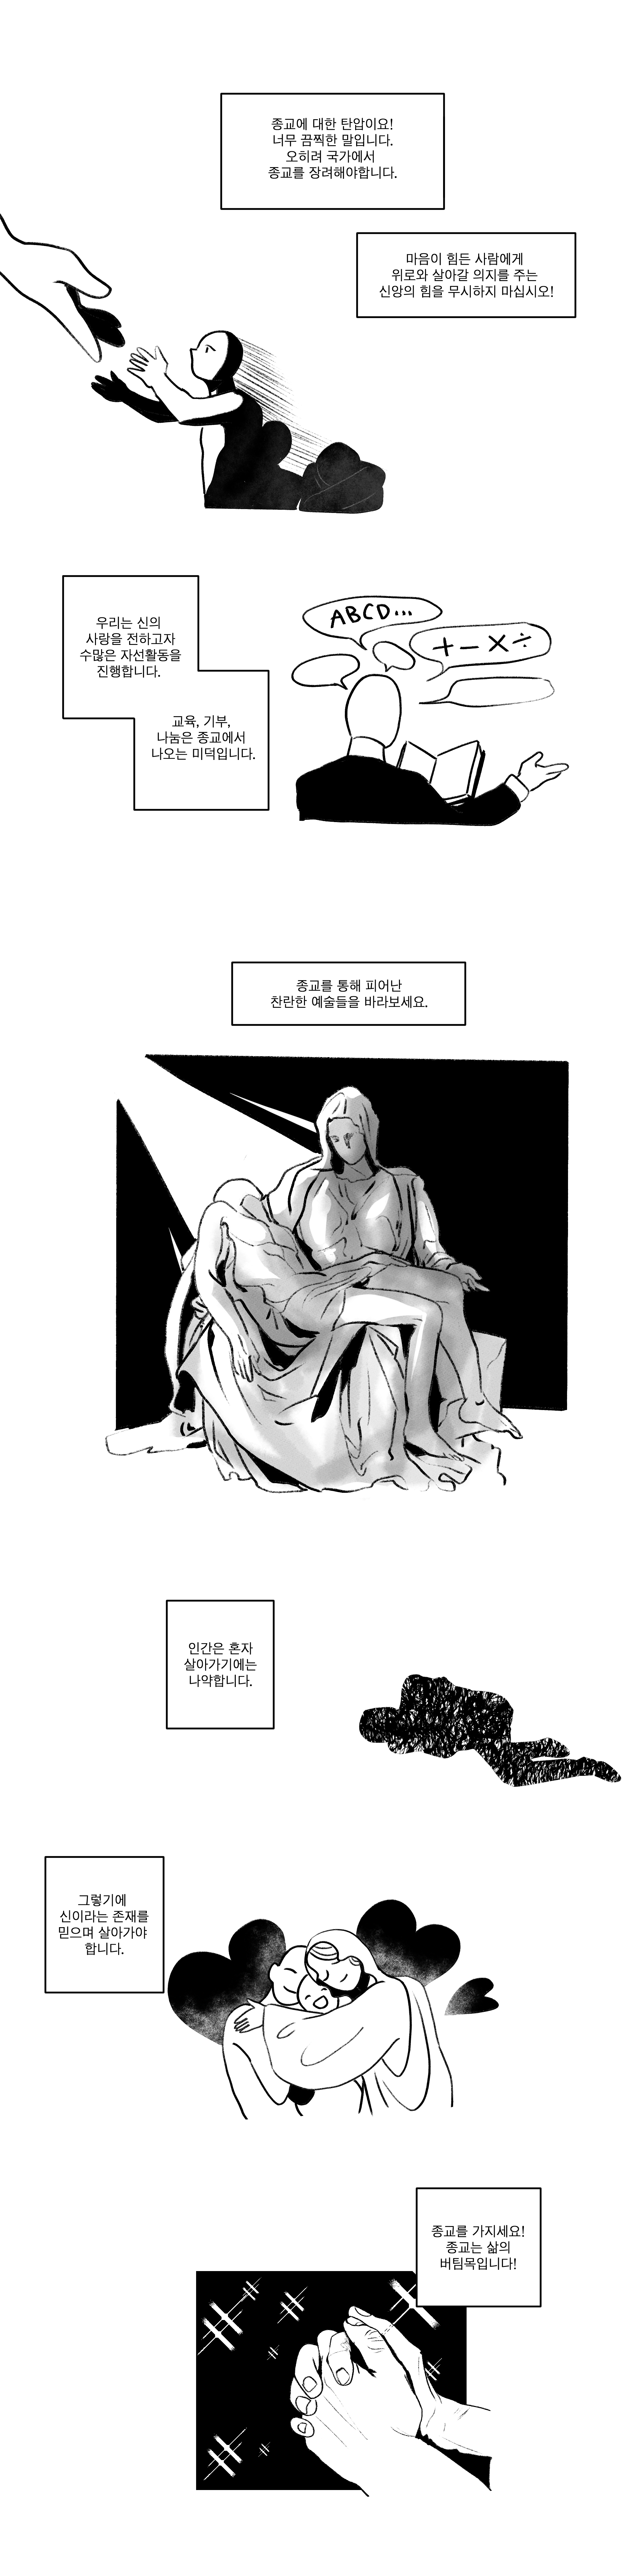 종교에 대한 탄압이요!
너무 끔찍한 말입니다.
오히려 국가에서
종교를 장려해야합니다.
마음이 힘든 사람에게
위로와 살아갈 의지를 주는
신앙의 힘을 무시하지 마십시오!
우리는 신의
사랑을 전하고자
수많은 자선활동을
진행합니다.
ABCD...
+ - × ÷
교육, 기부,
나눔은 종교에서
나오는 미덕입니다.
종교를 통해 피어난
찬란한 예술들을 바라보세요.
인간은 혼자
살아가기에는
나약합니다.
그렇기에
신이라는 존재를
믿으며 살아가야
합니다.
종교를 가지세요!
종교는 삶의
버팀목입니다!